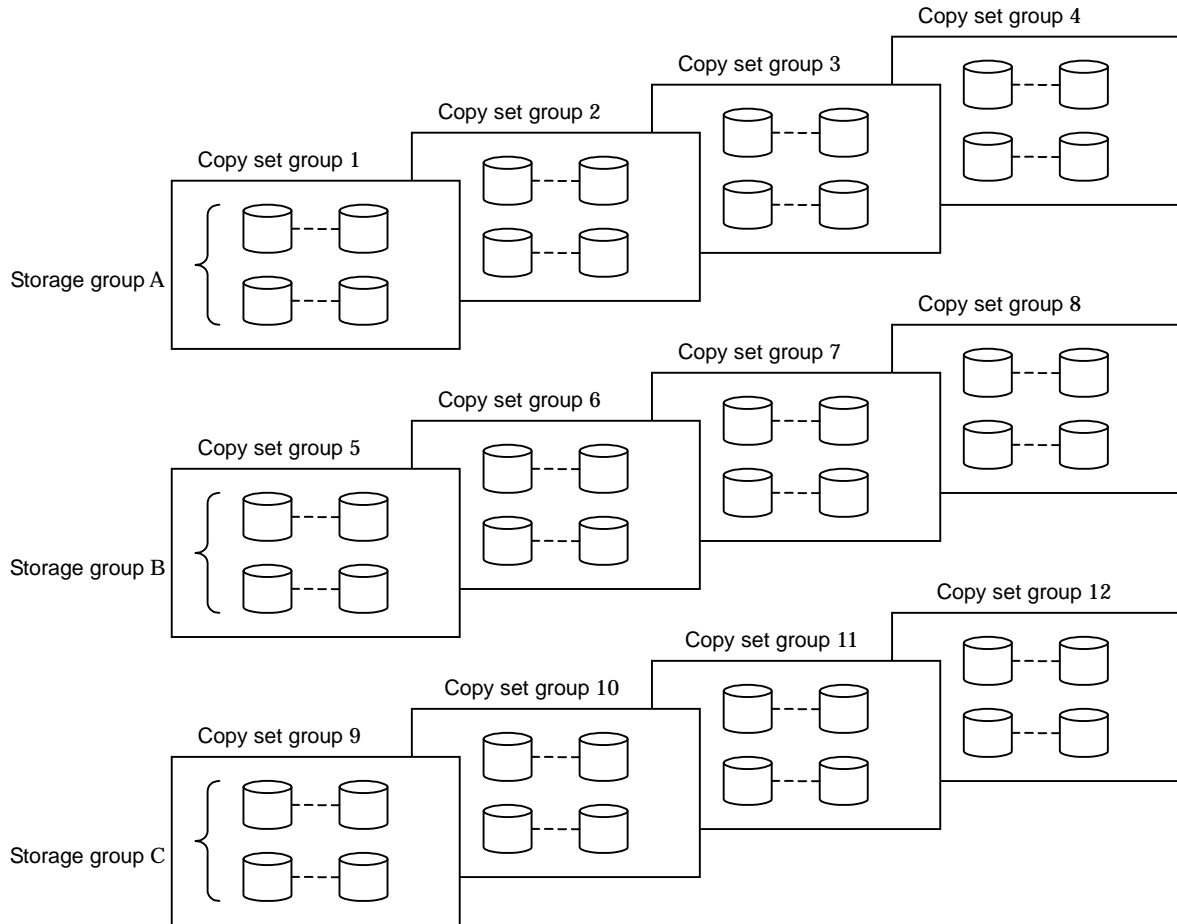 Copy set group 4
Copy set group 3
Copy set group 2
Copy set group 1
Storage group A
Copy set group 8
Copy set group 7
Copy set group 6
Copy set group 5
Storage group B
Copy set group 12
Copy set group 11
Copy set group 10
Copy set group 9
Storage group C